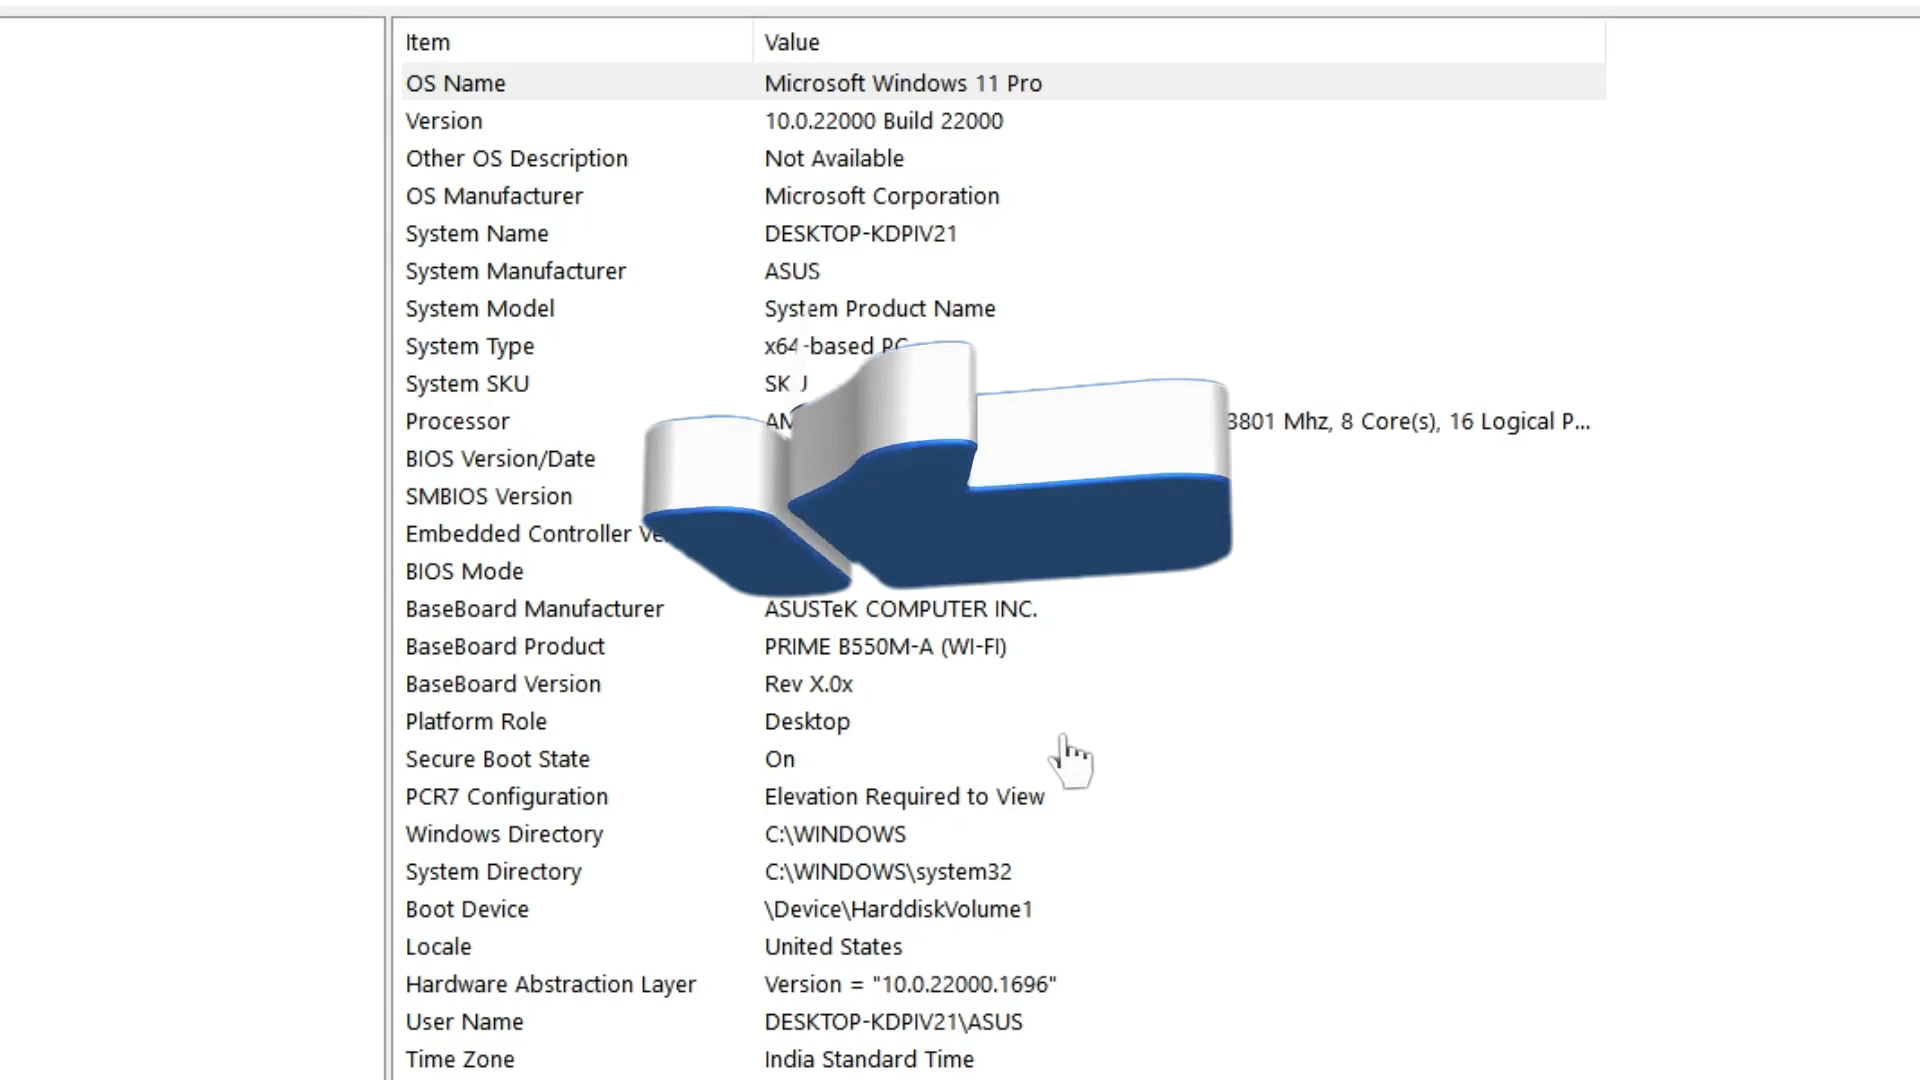 Item Value
OS Name Microsoft Windows 11 Pro
Version 10.0.22000 Build 22000
Other OS Description Not Available
OS Manufacturer Microsoft Corporation
System Name DESKTOP-KDPIV21
System Manufacturer ASUS
System Model System Product Name
System Type x64-based PC
System SKU SKU
Processor 3801 Mhz, 8 Core(s), 16 Logical P...
BIOS Version/Date
SMBIOS Version
Embedded Controller
BIOS Mode
BaseBoard Manufacturer ASUSTeK COMPUTER INC.
BaseBoard Product PRIME B550M-A (WI-FI)
BaseBoard Version Rev X.0x
Platform Role Desktop
Secure Boot State On
PCR7 Configuration Elevation Required to View
Windows Directory C:\WINDOWS
System Directory C:\WINDOWS\system32
Boot Device \Device\HarddiskVolume1
Locale United States
Hardware Abstraction Layer Version = "10.0.22000.1696"
User Name DESKTOP-KDPIV21\ASUS
Time Zone India Standard Time